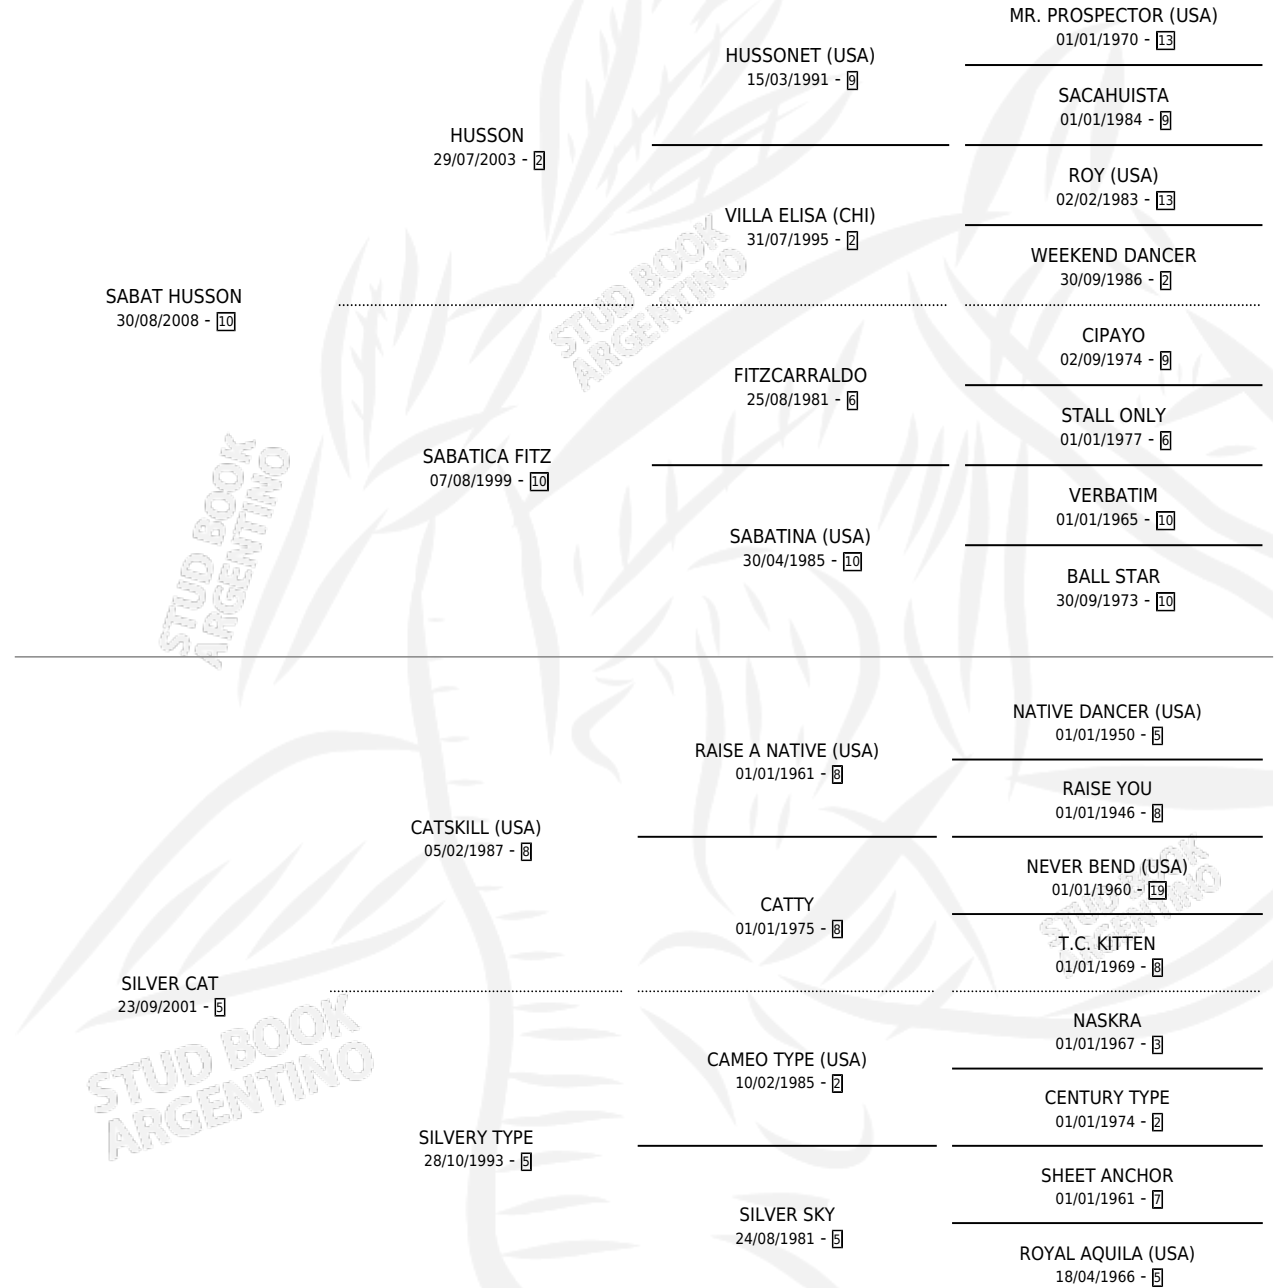 MR. PROSPECTOR (USA)
01/01/1970 - 13
HUSSONET (USA)
15/03/1991 - 9
SACAHUISTA
01/01/1984 - 9
HUSSON
29/07/2003 - 2
ROY (USA)
02/02/1983 - 13
VILLA ELISA (CHI)
31/07/1995 - 2
WEEKEND DANCER
30/09/1986 - 2
SABAT HUSSON
30/08/2008 - 10
CIPAYO
02/09/1974 - 9
FITZCARRALDO
25/08/1981 - 6
STALL ONLY
01/01/1977 - 6
SABATICA FITZ
07/08/1999 - 10
VERBATIM
01/01/1965 - 10
SABATINA (USA)
30/04/1985 - 10
BALL STAR
30/09/1973 - 10
STUD BOOK
ARGENTINO
STUD BOOK
ARGENTINO
NATIVE DANCER (USA)
01/01/1950 - 5
RAISE A NATIVE (USA)
01/01/1961 - 8
RAISE YOU
01/01/1946 - 8
CATSKILL (USA)
05/02/1987 - 8
NEVER BEND (USA)
01/01/1960 - 19
CATTY
01/01/1975 - 8
T.C. KITTEN
01/01/1969 - 8
SILVER CAT
23/09/2001 - 5
NASKRA
01/01/1967 - 3
CAMEO TYPE (USA)
10/02/1985 - 2
CENTURY TYPE
01/01/1974 - 2
SILVERY TYPE
28/10/1993 - 5
SHEET ANCHOR
01/01/1961 - 7
SILVER SKY
24/08/1981 - 5
ROYAL AQUILA (USA)
18/04/1966 - 5
STUD BOOK
ARGENTINO
STUD BOOK
ARGENTINO